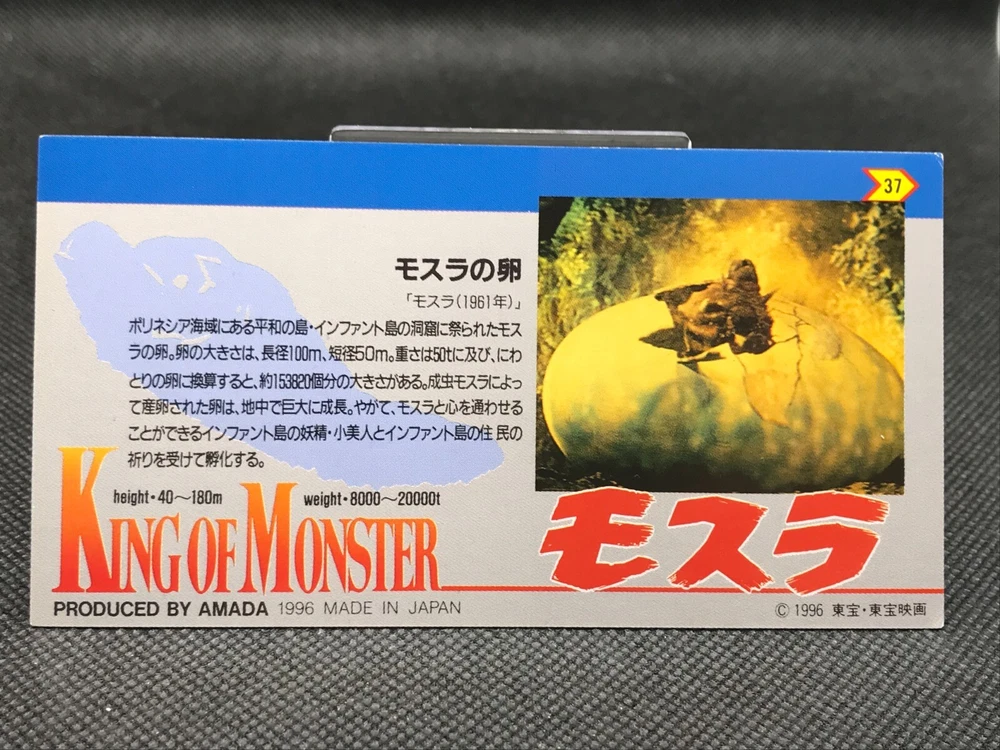 37
モスラの卵
「モスラ(1961年)」
ポリネシア海域にある平和の島・インファント島の洞窟に祭られたモス
ラの卵。卵の大きさは、長径100m、短径50m。重さは50tに及び、にわ
とりの卵に換算すると、約153820個分の大きさがある。成虫モスラによっ
て産卵された卵は、地中で巨大に成長。やがて、モスラと心を通わせる
ことができるインファント島の妖精・小美人とインファント島の住民の
祈りを受けて孵化する。
height・40〜180m weight・8000〜20000t
KING OF MONSTER
モスラ
PRODUCED BY AMADA 1996 MADE IN JAPAN
© 1996 東宝・東宝映画